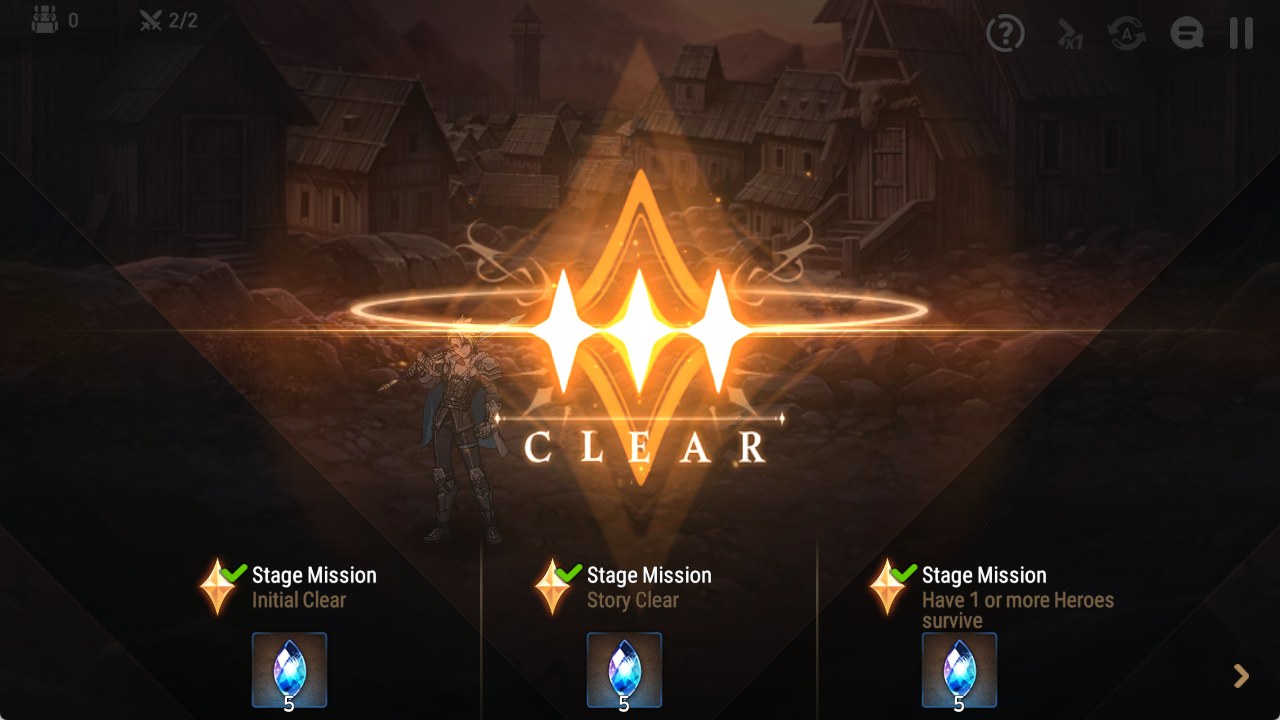 0
2/2
?
X1
A
CLEAR
Stage Mission
Initial Clear
5
Stage Mission
Story Clear
5
Stage Mission
Have 1 or more Heroes
survive
5